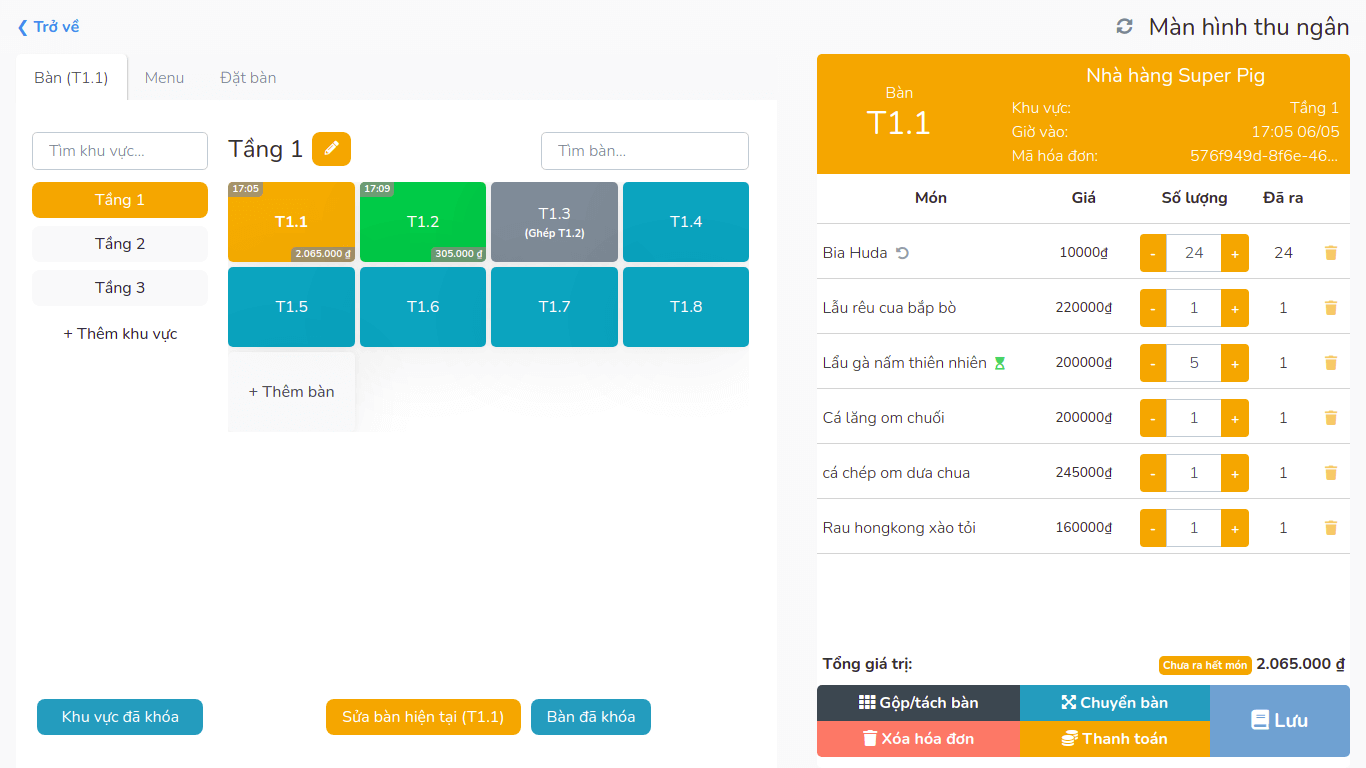 ❮ Trở về
Màn hình thu ngân
Bàn (T1.1) Menu Đặt bàn
Tìm khu vực...
Tầng 1
Tìm bàn...
Tầng 1
Tầng 2
Tầng 3
+ Thêm khu vực
17:05
T1.1
2.065.000 ₫
17:09
T1.2
305.000 ₫
T1.3
(Ghép T1.2)
T1.4
T1.5
T1.6
T1.7
T1.8
+ Thêm bàn
Khu vực đã khóa
Sửa bàn hiện tại (T1.1)
Bàn đã khóa
Bàn
T1.1
Nhà hàng Super Pig
Khu vực: Tầng 1
Giờ vào: 17:05 06/05
Mã hóa đơn: 576f949d-8f6e-46...
Món Giá Số lượng Đã ra
Bia Huda 10000₫ - 24 + 24
Lẫu rêu cua bắp bò 220000₫ - 1 + 1
Lẩu gà nấm thiên nhiên 200000₫ - 5 + 1
Cá lăng om chuối 200000₫ - 1 + 1
cá chép om dưa chua 245000₫ - 1 + 1
Rau hongkong xào tỏi 160000₫ - 1 + 1
Tổng giá trị: Chưa ra hết món 2.065.000 ₫
Gộp/tách bàn
Chuyển bàn
Lưu
Xóa hóa đơn
Thanh toán